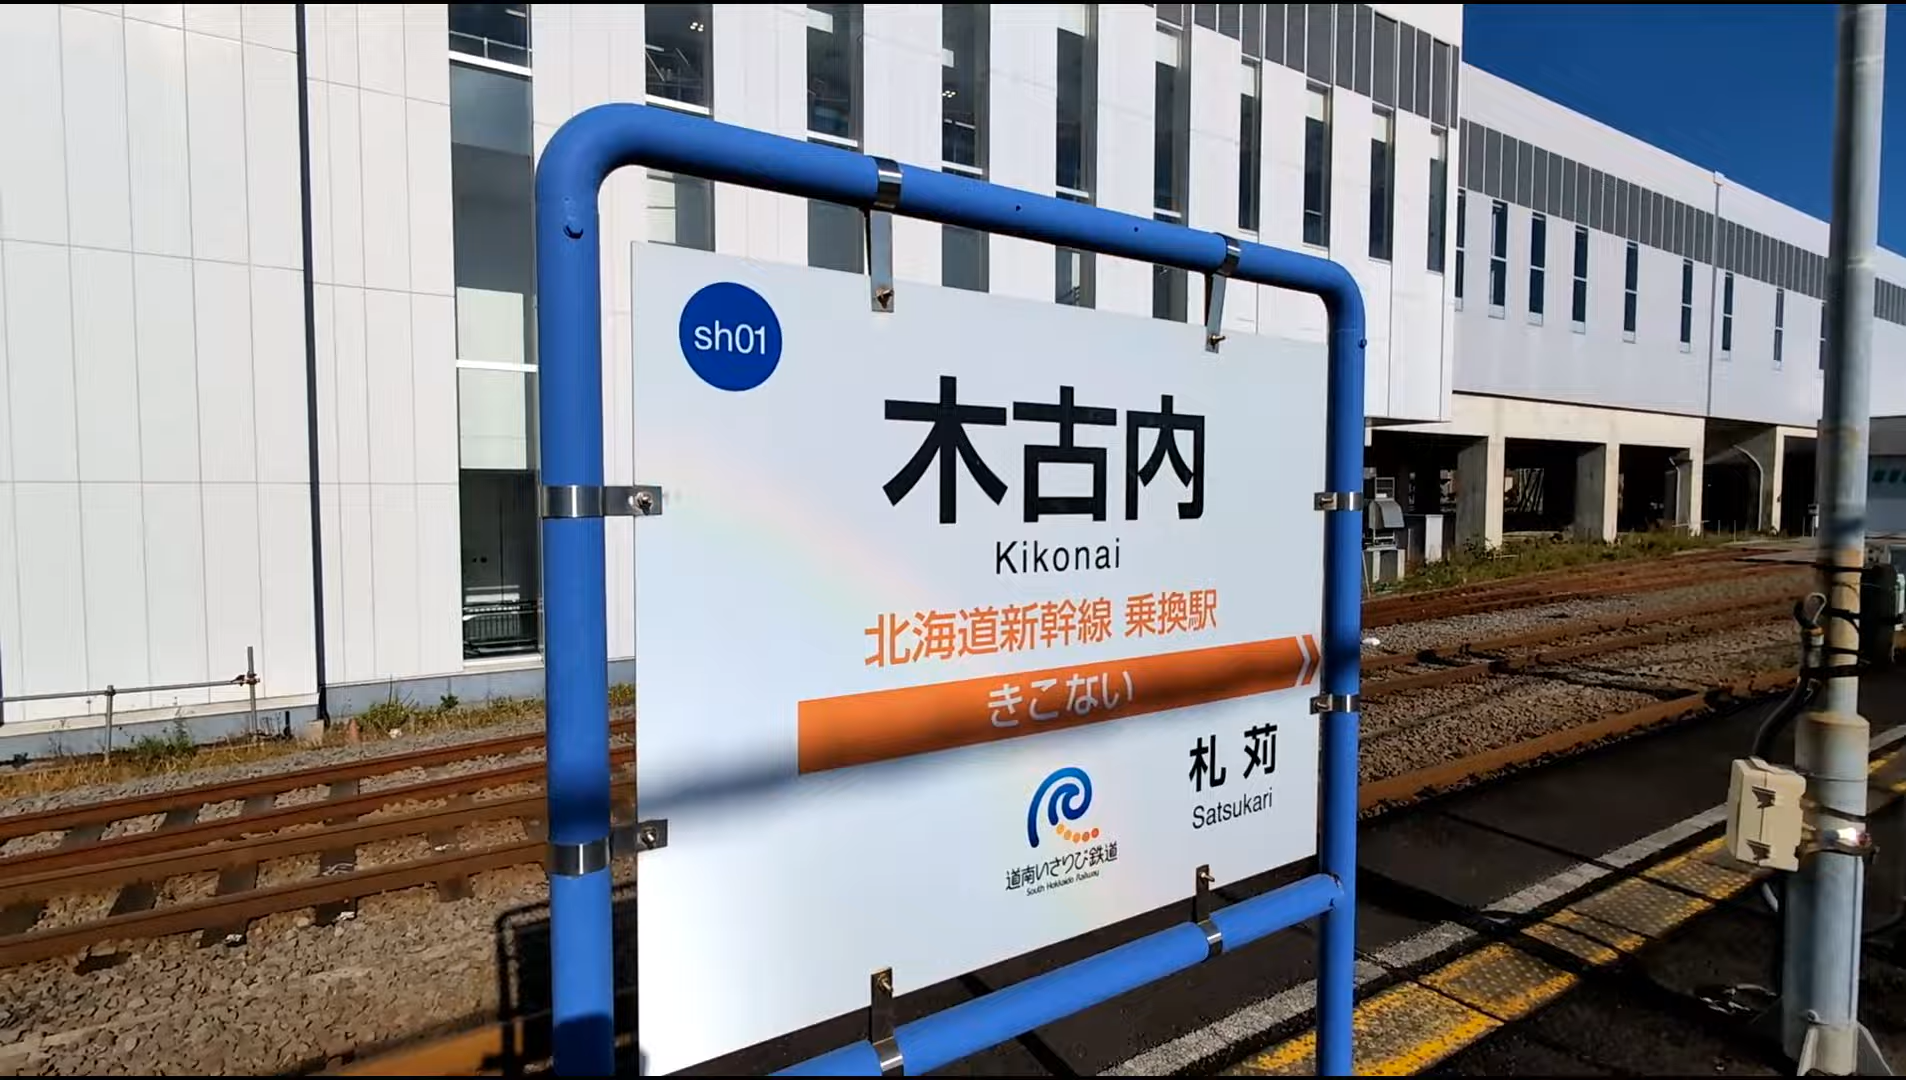 sh01
木古内
Kikonai
北海道新幹線 乗換駅
きこない
札苅
Satsukari
道南いさりび鉄道
South Hokkaido Railway